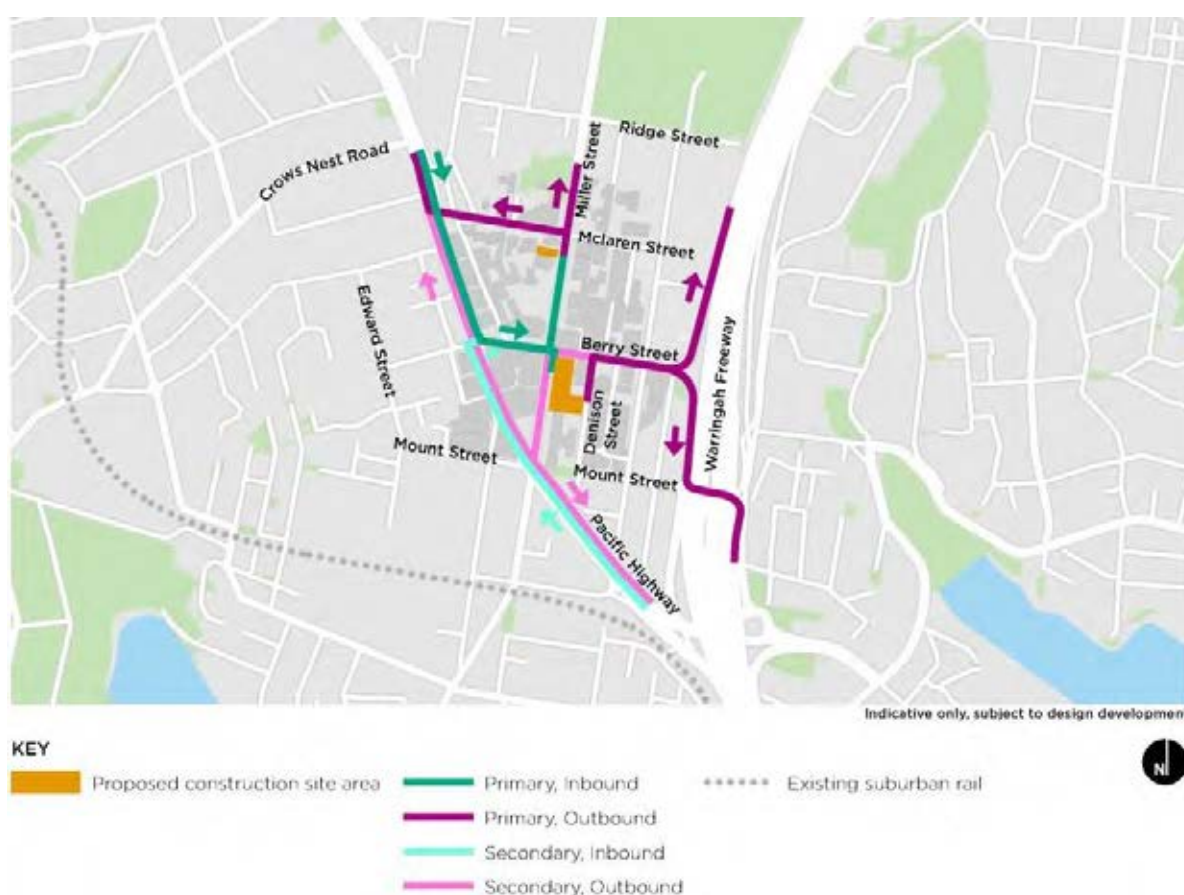 Ridge Street
Miller Street
Crows Nest Road
Mclaren Street
Edward Street
Berry Street
Warringah Freeway
Denison
Street
Mount Street
Mount Street
Pacific Highway
Indicative only, subject to design development
KEY
N
Proposed construction site area
Primary, Inbound
Existing suburban rail
Primary, Outbound
Secondary, Inbound
Secondary, Outbound